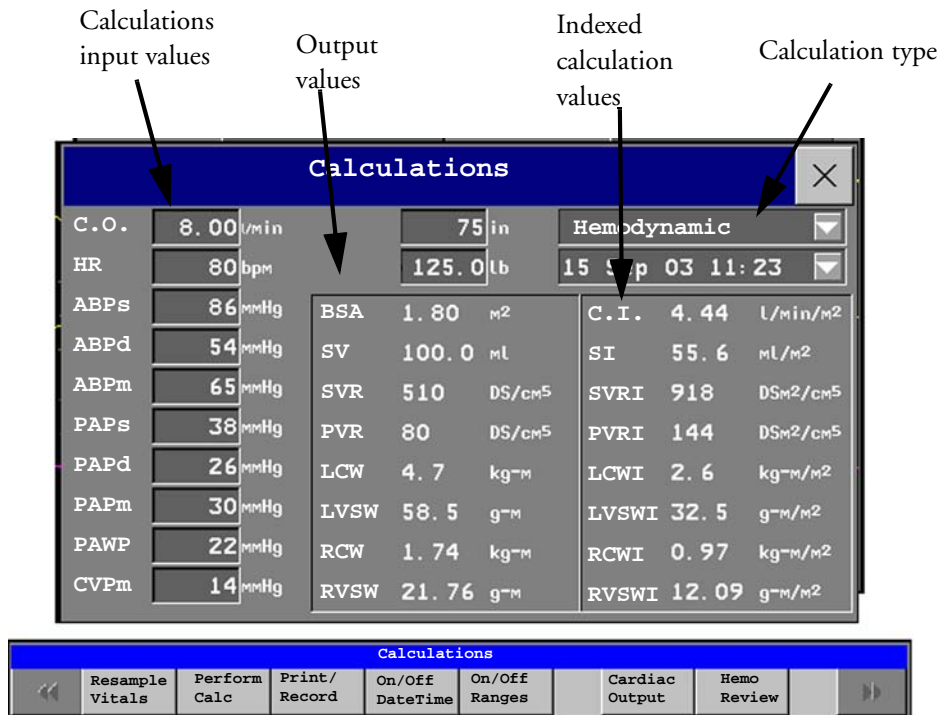 Calculations
input values
Output
values
Indexed
calculation
values
Calculation type
Calculations
C.O. 8.00 l/min
HR 80 bpm
ABPs 86 mmHg
ABPd 54 mmHg
ABPm 65 mmHg
PAPs 38 mmHg
PAPd 26 mmHg
PAPm 30 mmHg
PAWP 22 mmHg
CVPm 14 mmHg
75 in
125.0 lb
BSA 1.80 m2
SV 100.0 ml
SVR 510 DS/cm5
PVR 80 DS/cm5
LCW 4.7 kg-m
LVSW 58.5 g-m
RCW 1.74 kg-m
RVSW 21.76 g-m
Hemodynamic
15 Sep 03 11:23
C.I. 4.44 l/min/m2
SI 55.6 ml/m2
SVRI 918 DSm2/cm5
PVRI 144 DSm2/cm5
LCWI 2.6 kg-m/m2
LVSWI 32.5 g-m/m2
RCWI 0.97 kg-m/m2
RVSWI 12.09 g-m/m2
Calculations
Resample
Vitals
Perform
Calc
Print/
Record
On/Off
DateTime
On/Off
Ranges
Cardiac
Output
Hemo
Review